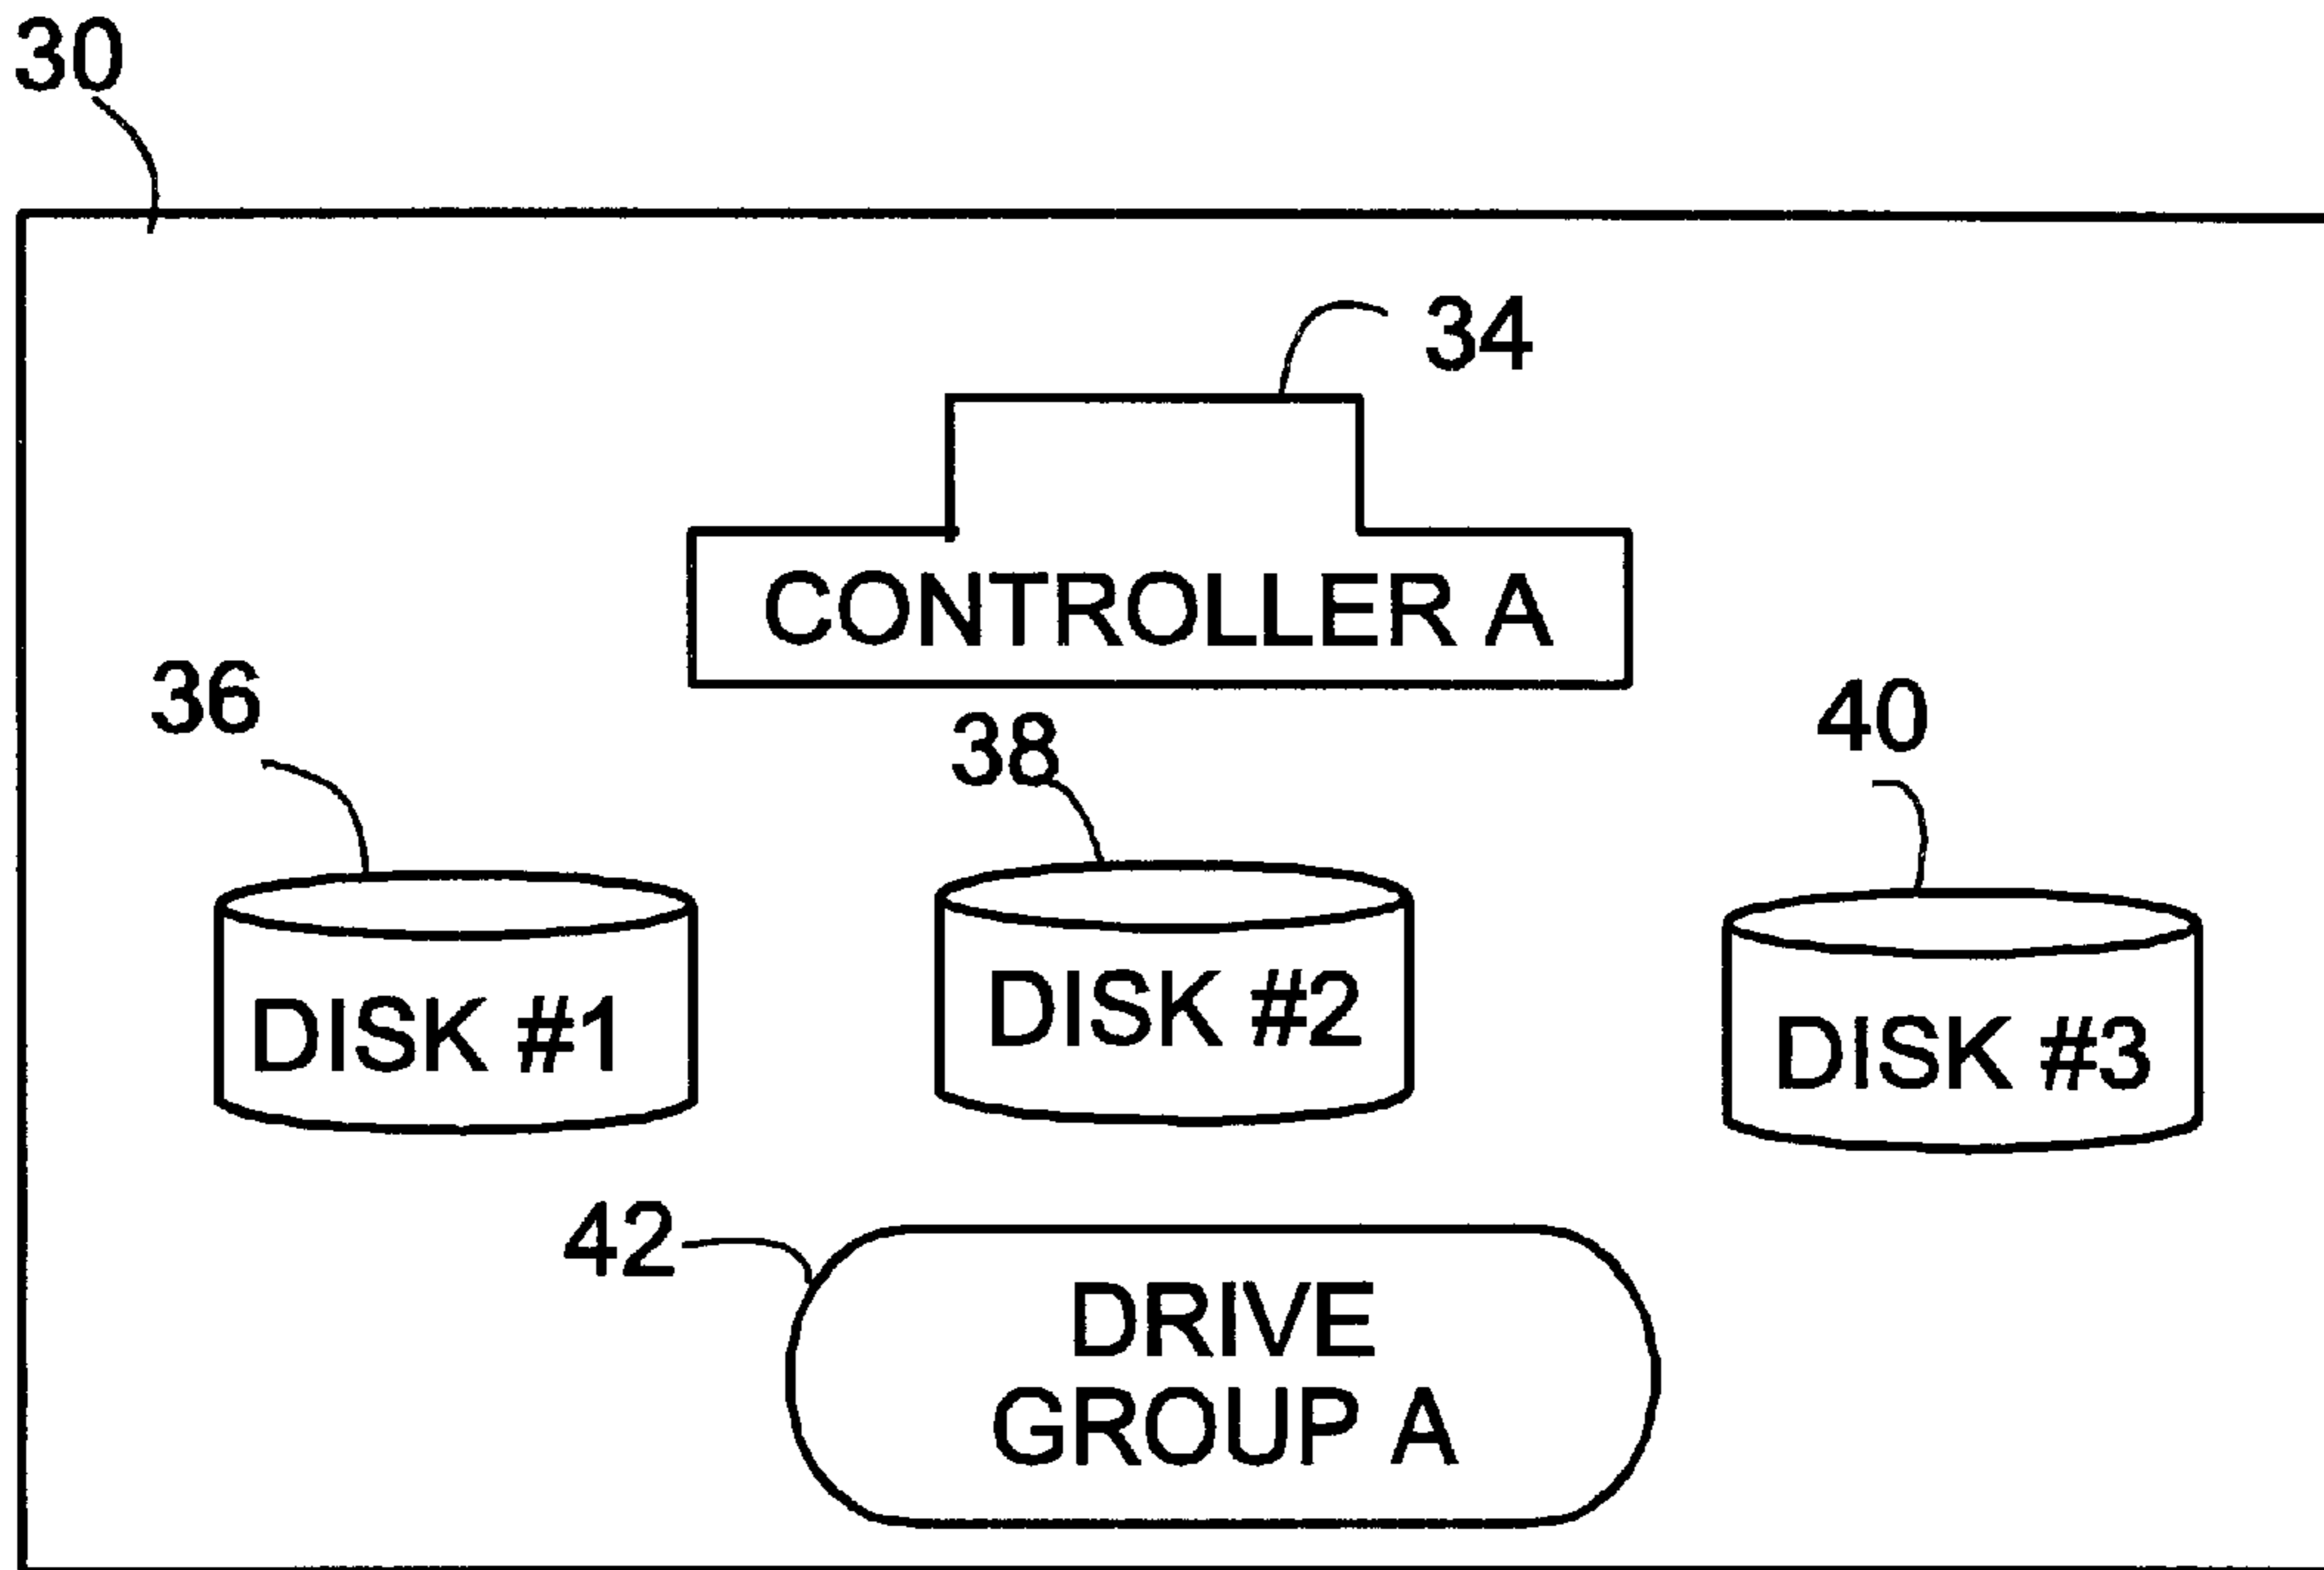 30
34
CONTROLLER A
36
38
40
DISK #1
DISK #2
DISK #3
42
DRIVE
GROUP A